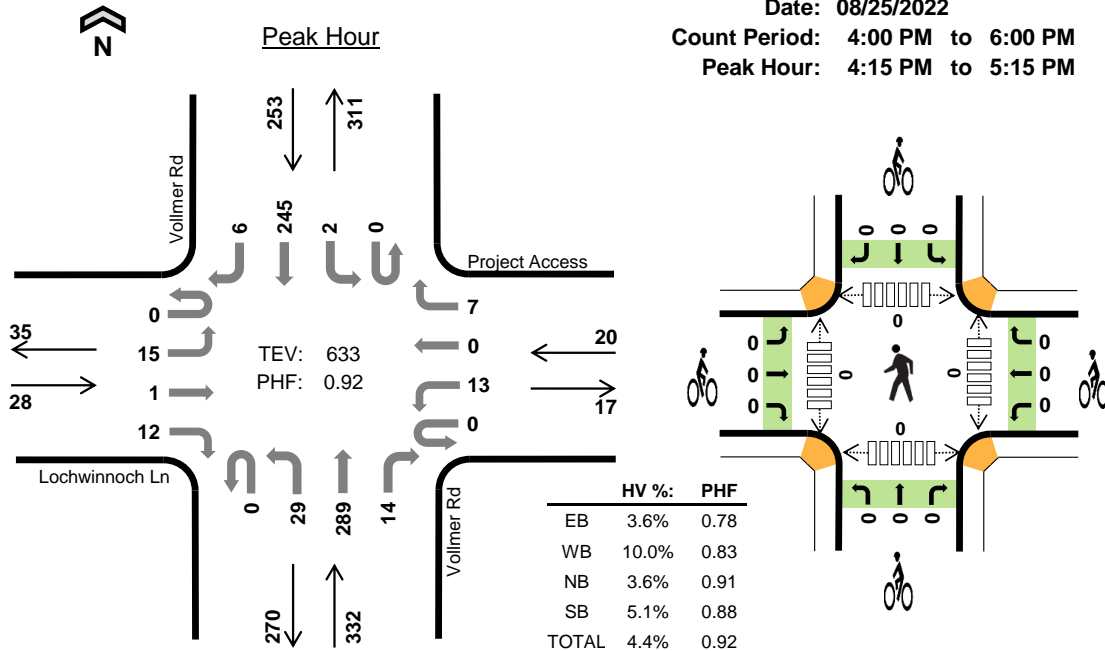 N
Peak Hour
Date: 08/25/2022
Count Period: 4:00 PM to 6:00 PM
Peak Hour: 4:15 PM to 5:15 PM
253
311
Vollmer Rd
6
245
2
0
Project Access
0
15
1
12
35
28
TEV: 633
PHF: 0.92
7
0
13
0
20
17
Lochwinnoch Ln
0
29
289
14
Vollmer Rd
270
332
HV %: PHF
EB 3.6% 0.78
WB 10.0% 0.83
NB 3.6% 0.91
SB 5.1% 0.88
TOTAL 4.4% 0.92
0 0 0
0
0
0
0
0
0
0
0
0
0
0
0 0 0